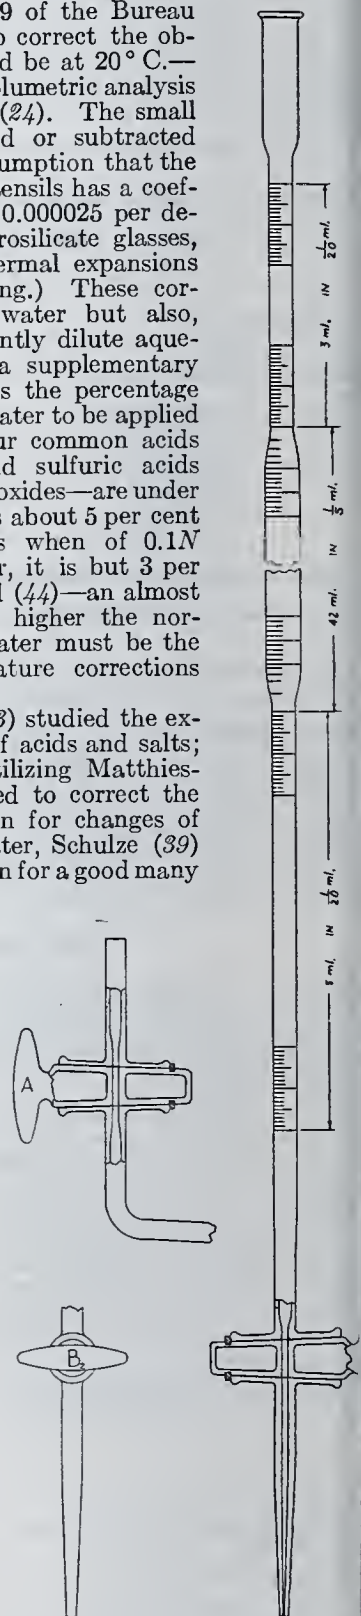 9 of the Bureau
o correct the ob-
d be at 20° C.—
lumetric analysis
(24). The small
d or subtracted
umption that the
tensils has a coef-
0.000025 per de-
rosilicate glasses,
ermal expansions
ng.) These cor-
water but also,
ntly dilute aque-
a supplementary
s the percentage
ater to be applied
ur common acids
d sulfuric acids
oxides—are under
s about 5 per cent
s when of 0.1N
r, it is but 3 per
l (44)—an almost
higher the nor-
ater must be the
ature corrections
3) studied the ex-
f acids and salts;
tilizing Matthies-
ed to correct the
n for changes of
ter, Schulze (39)
n for a good many
3 ml. IN 1/20 ml.
42 ml. IN 1/5 ml.
8 ml. IN 1/20 ml.
A
B2